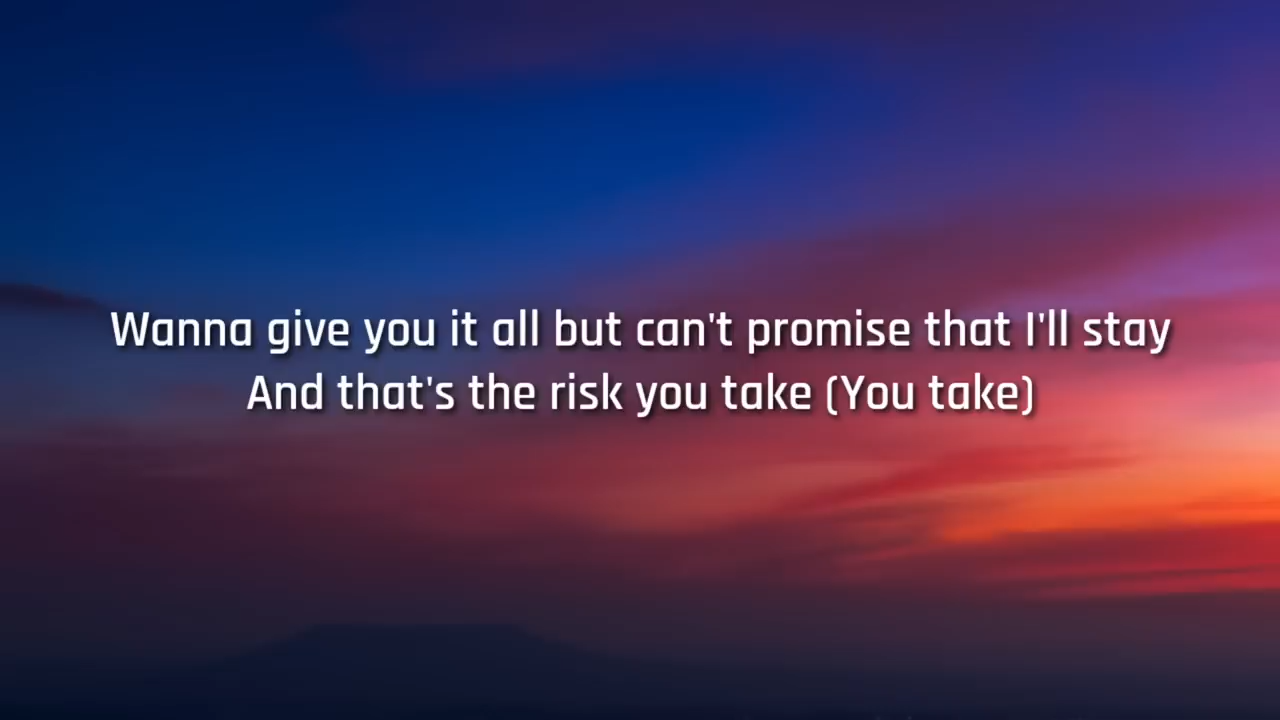 Wanna give you it all but can't promise that I'll stay
And that's the risk you take (You take)